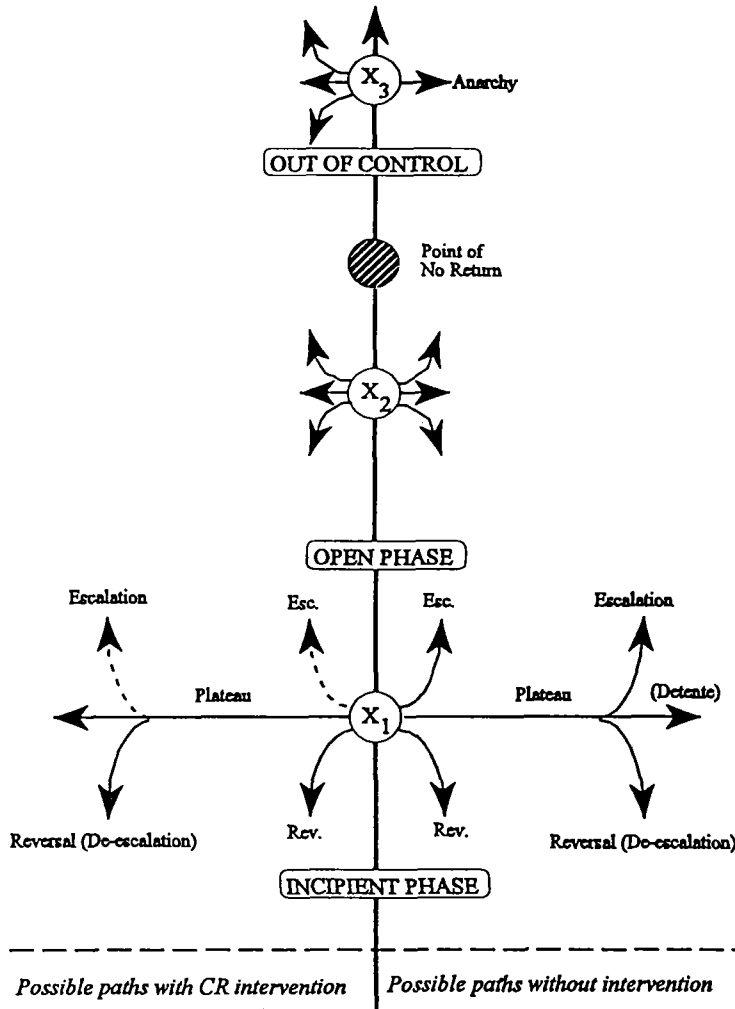 X3
Anarchy
OUT OF CONTROL
Point of
No Return
X2
OPEN PHASE
Escalation
Esc.
Esc.
Escalation
Plateau
Plateau
(Detente)
X1
Reversal (De-escalation)
Rev.
Rev.
Reversal (De-escalation)
INCIPIENT PHASE
Possible paths with CR intervention
Possible paths without intervention